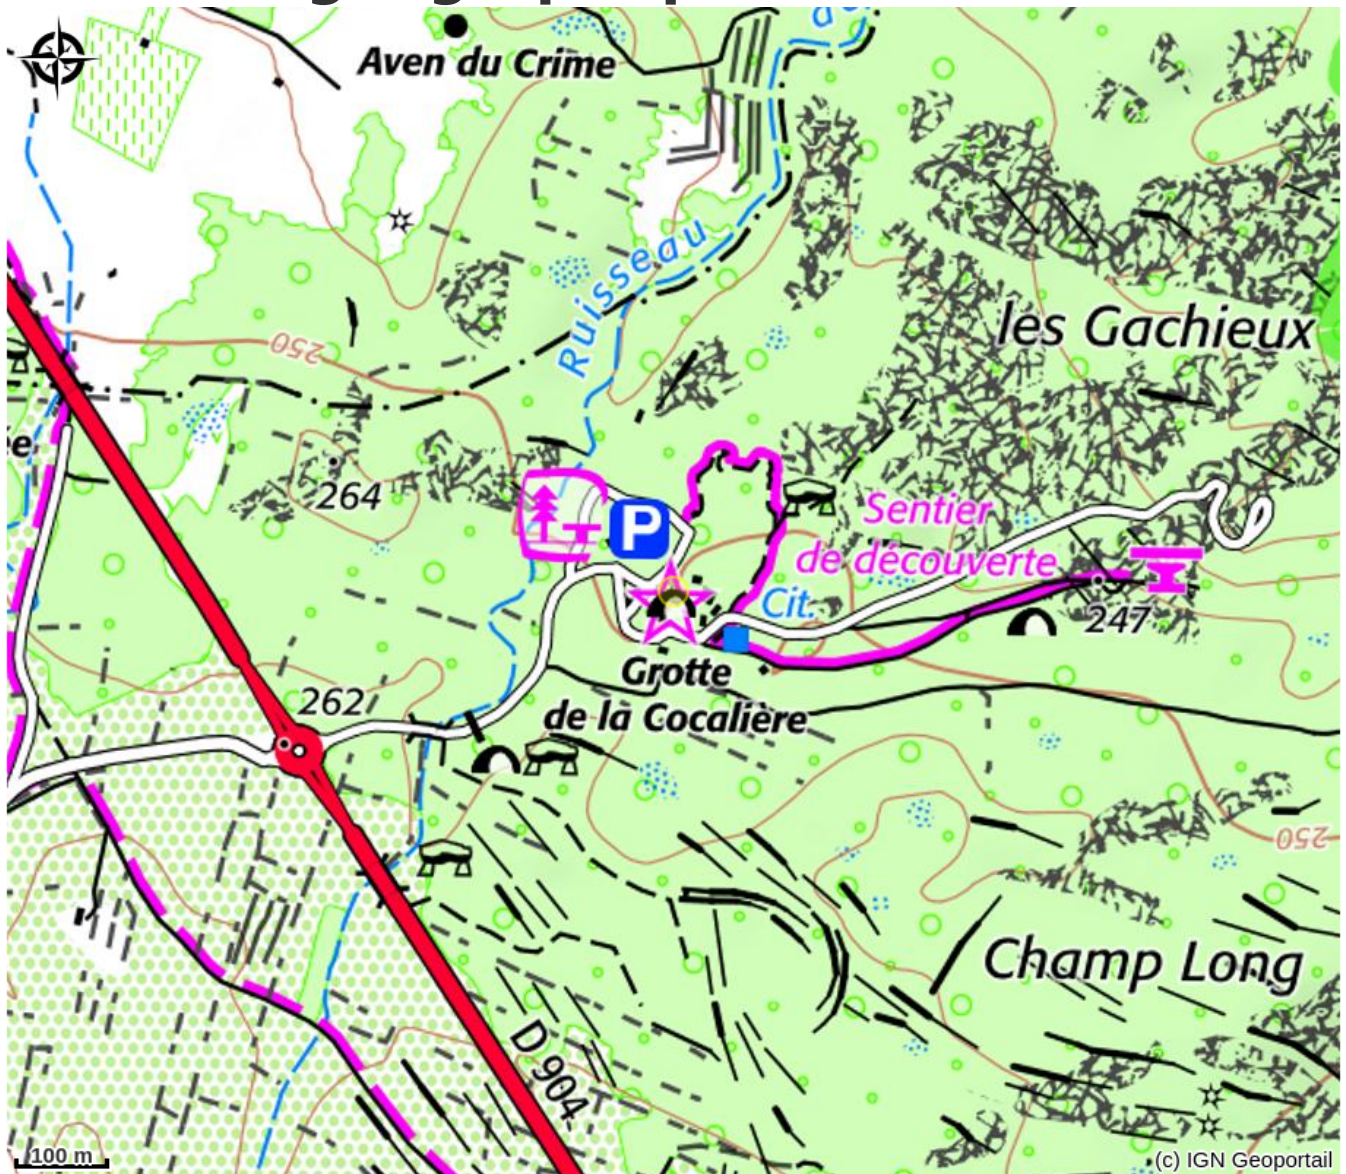 d
Aven du Crime
Ruisseau
les Gachieux
250
e
264
P
Sentier
de découverte
Cit.
247
Grotte
de la Cocalière
262
250
Champ Long
D 904
100 m
(c) IGN Geoportail